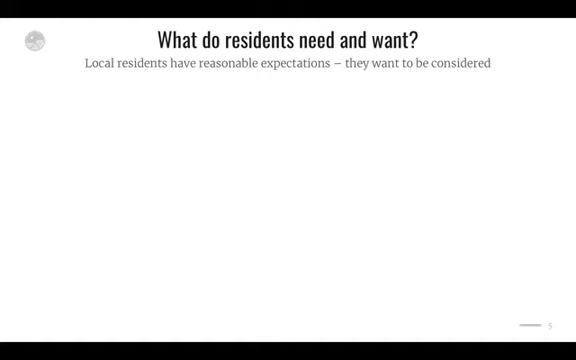 What do residents need and want?
Local residents have reasonable expectations – they want to be considered
5